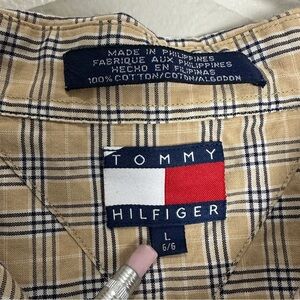 MADE IN PHILIPPINES
FABRIQUE AUX PHILIPPINES
HECHO EN FILIPINAS
100% COTTON/COTON/ALGODON
TOMMY
HILFIGER
L
G/G